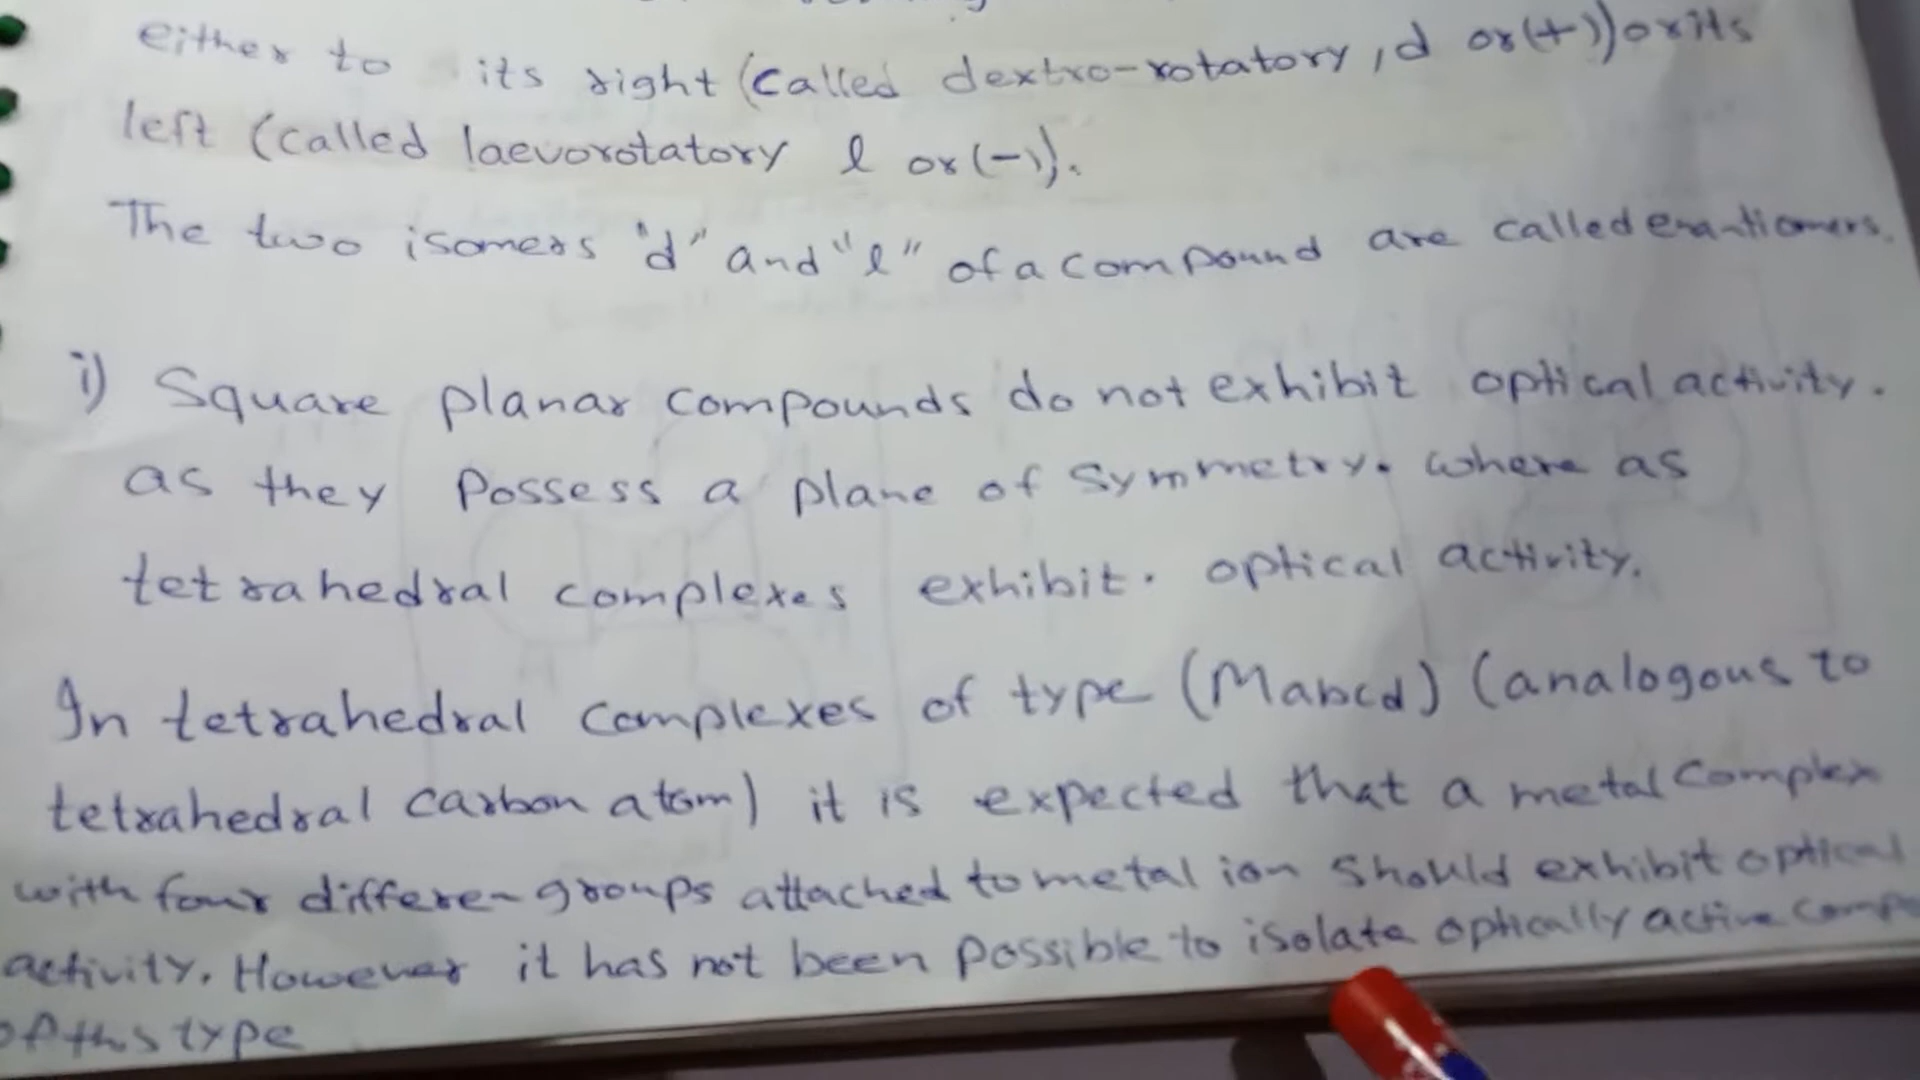 either to its right (called dextro-rotatory, d or (+)) or its
left (called laevorotatory l or (-)).
The two isomers "d" and "l" of a compound are called enantiomers.
i) Square planar compounds do not exhibit optical activity.
as they possess a plane of symmetry. where as
tetrahedral complexes exhibit. optical activity.
In tetrahedral complexes of type (Mabcd) (analogous to
tetrahedral carbon atom) it is expected that a metal complex
with four differen groups attached to metal ion should exhibit optical
activity. However it has not been possible to isolate optically active comp
of this type